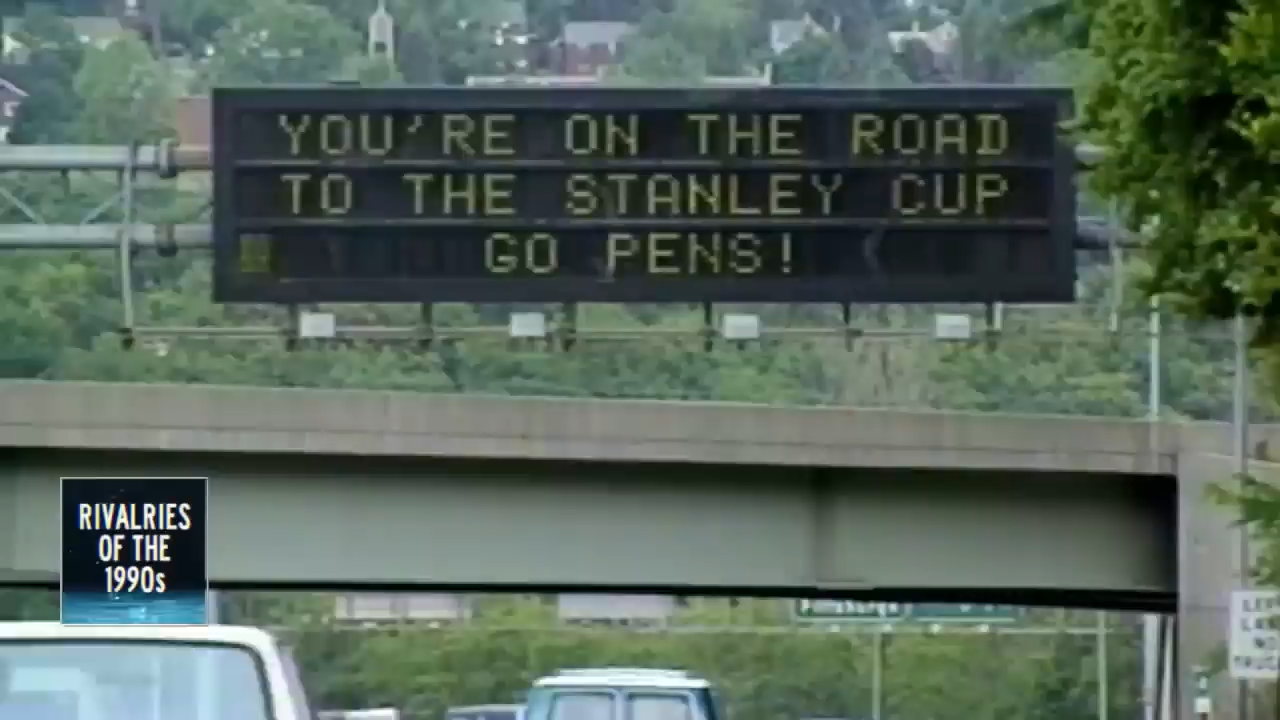 YOU'RE ON THE ROAD
TO THE STANLEY CUP
GO PENS!
RIVALRIES
OF THE
1990s